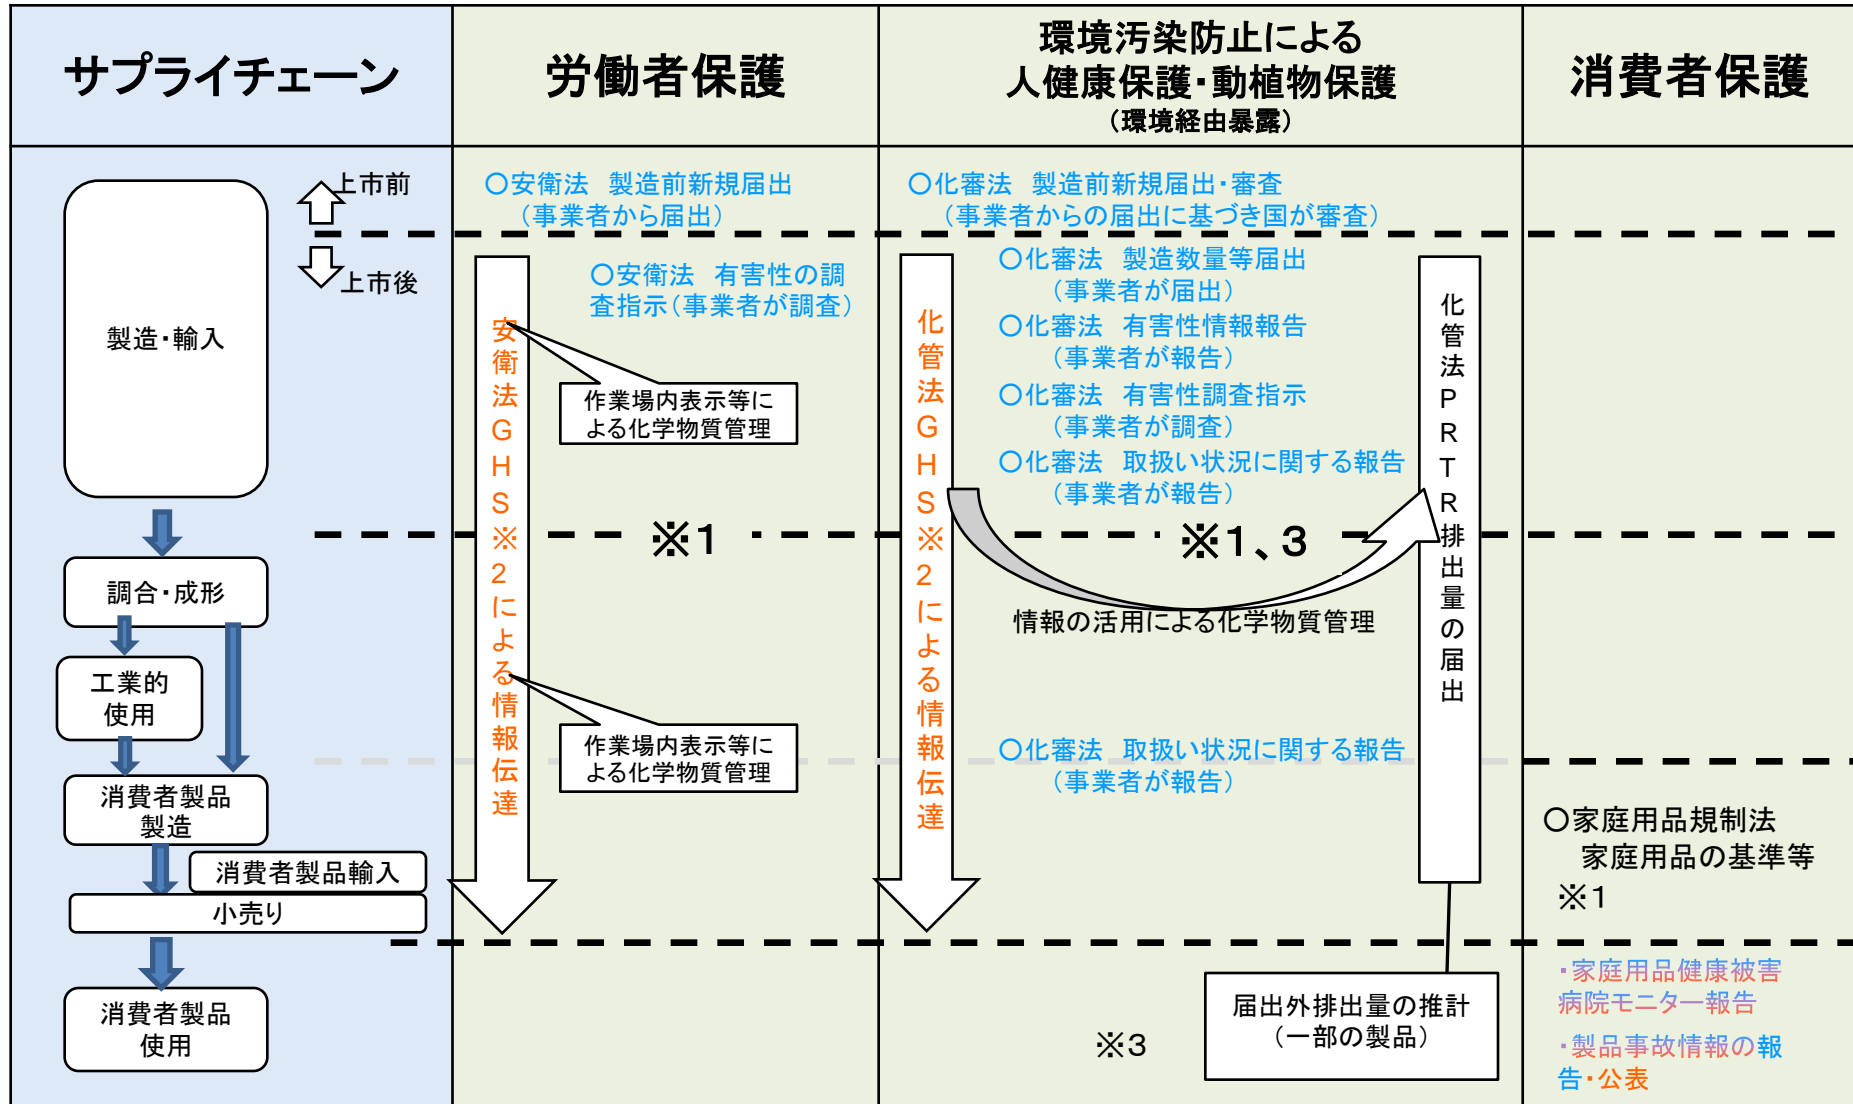 サプライチェーン
労働者保護
環境汚染防止による
人健康保護・動植物保護
（環境経由暴露）
消費者保護
上市前
上市後
製造・輸入
調合・成形
工業的
使用
消費者製品
製造
消費者製品輸入
小売り
消費者製品
使用
○安衛法　製造前新規届出
（事業者から届出）
○安衛法　有害性の調
査指示（事業者が調査）
安衛法GHS※2による情報伝達
作業場内表示等に
よる化学物質管理
※1
作業場内表示等に
よる化学物質管理
○化審法　製造前新規届出・審査
（事業者からの届出に基づき国が審査）
○化審法　製造数量等届出
（事業者が届出）
○化審法　有害性情報報告
（事業者が報告）
○化審法　有害性調査指示
（事業者が調査）
○化審法　取扱い状況に関する報告
（事業者が報告）
化管法GHS※2による情報伝達
※1、3
情報の活用による化学物質管理
○化審法　取扱い状況に関する報告
（事業者が報告）
化管法PRTR排出量の届出
届出外排出量の推計
（一部の製品）
※3
○家庭用品規制法
家庭用品の基準等
※1
・家庭用品健康被害
病院モニター報告
・製品事故情報の報
告・公表